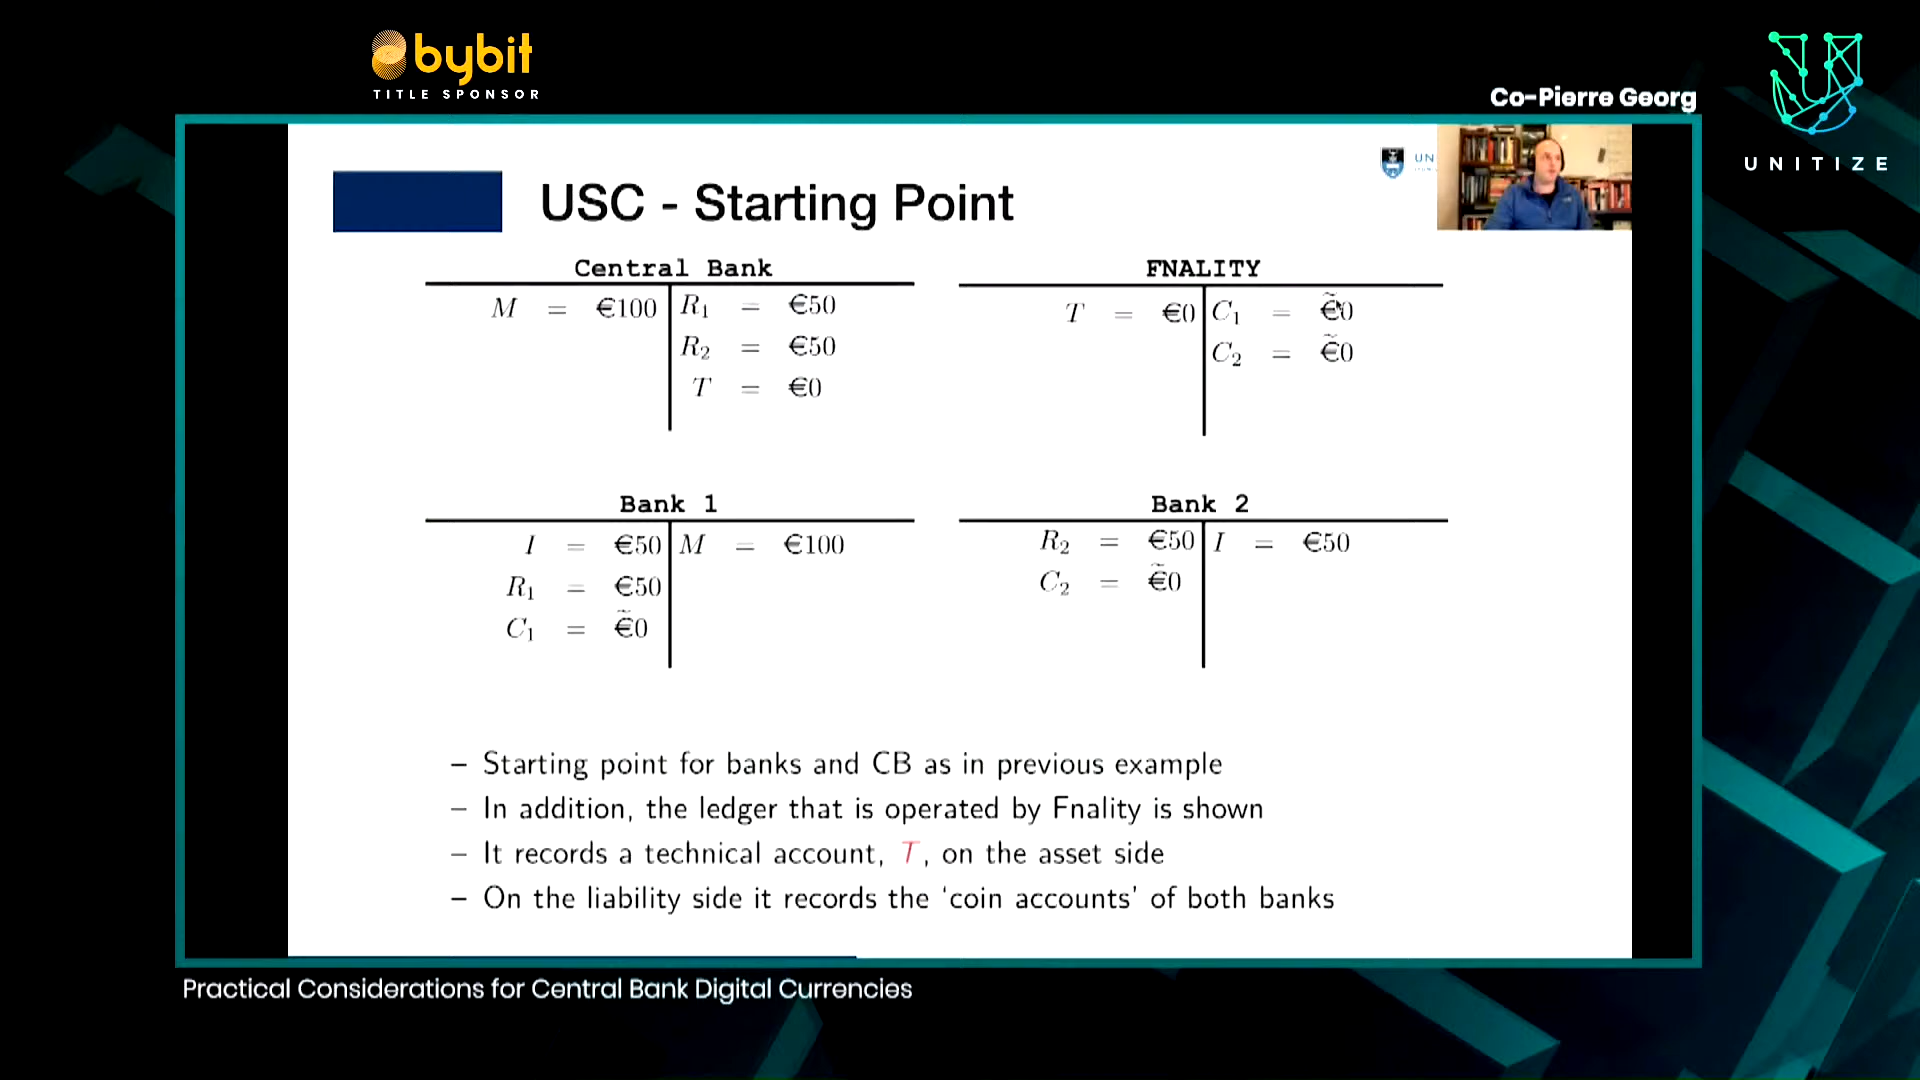 bybit
TITLE SPONSOR
Co-Pierre Georg
UNITIZE
UN
USC - Starting Point
Central Bank
M = €100
R₁ = €50
R₂ = €50
T = €0
FNALITY
T = €0
C₁ = €̃0
C₂ = €̃0
Bank 1
I = €50
R₁ = €50
C₁ = €̃0
M = €100
Bank 2
R₂ = €50
C₂ = €̃0
I = €50
– Starting point for banks and CB as in previous example
– In addition, the ledger that is operated by Fnality is shown
– It records a technical account, T, on the asset side
– On the liability side it records the ‘coin accounts’ of both banks
Practical Considerations for Central Bank Digital Currencies